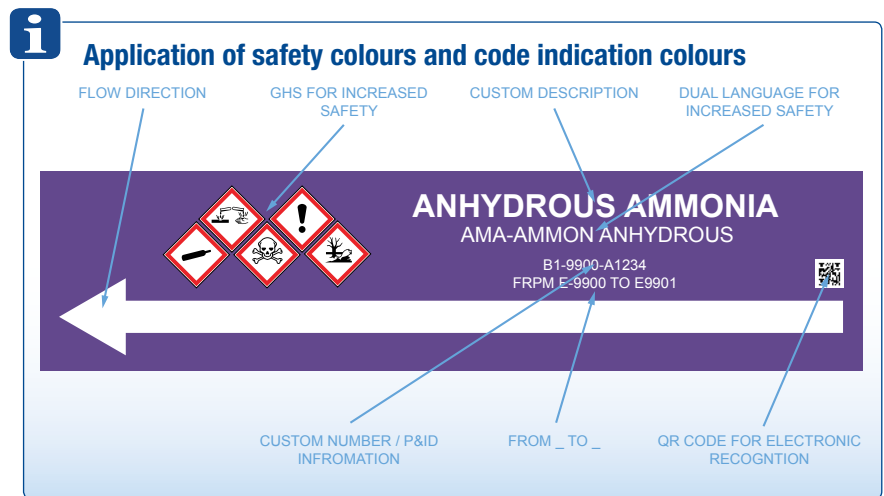 i
Application of safety colours and code indication colours
FLOW DIRECTION
GHS FOR INCREASED
SAFETY
CUSTOM DESCRIPTION
DUAL LANGUAGE FOR
INCREASED SAFETY
ANHYDROUS AMMONIA
AMA-AMMON ANHYDROUS
B1-9900-A1234
FRPM E-9900 TO E9901
CUSTOM NUMBER / P&ID
INFROMATION
FROM _ TO _
QR CODE FOR ELECTRONIC
RECOGNTION